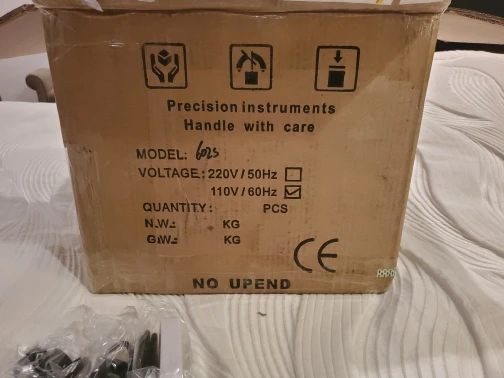 Precision instruments
Handle with care
MODEL: 602S
VOLTAGE: 220V / 50Hz
110V / 60Hz
QUANTITY: PCS
N.W.: KG
G.W.: KG
CE
NO UPEND